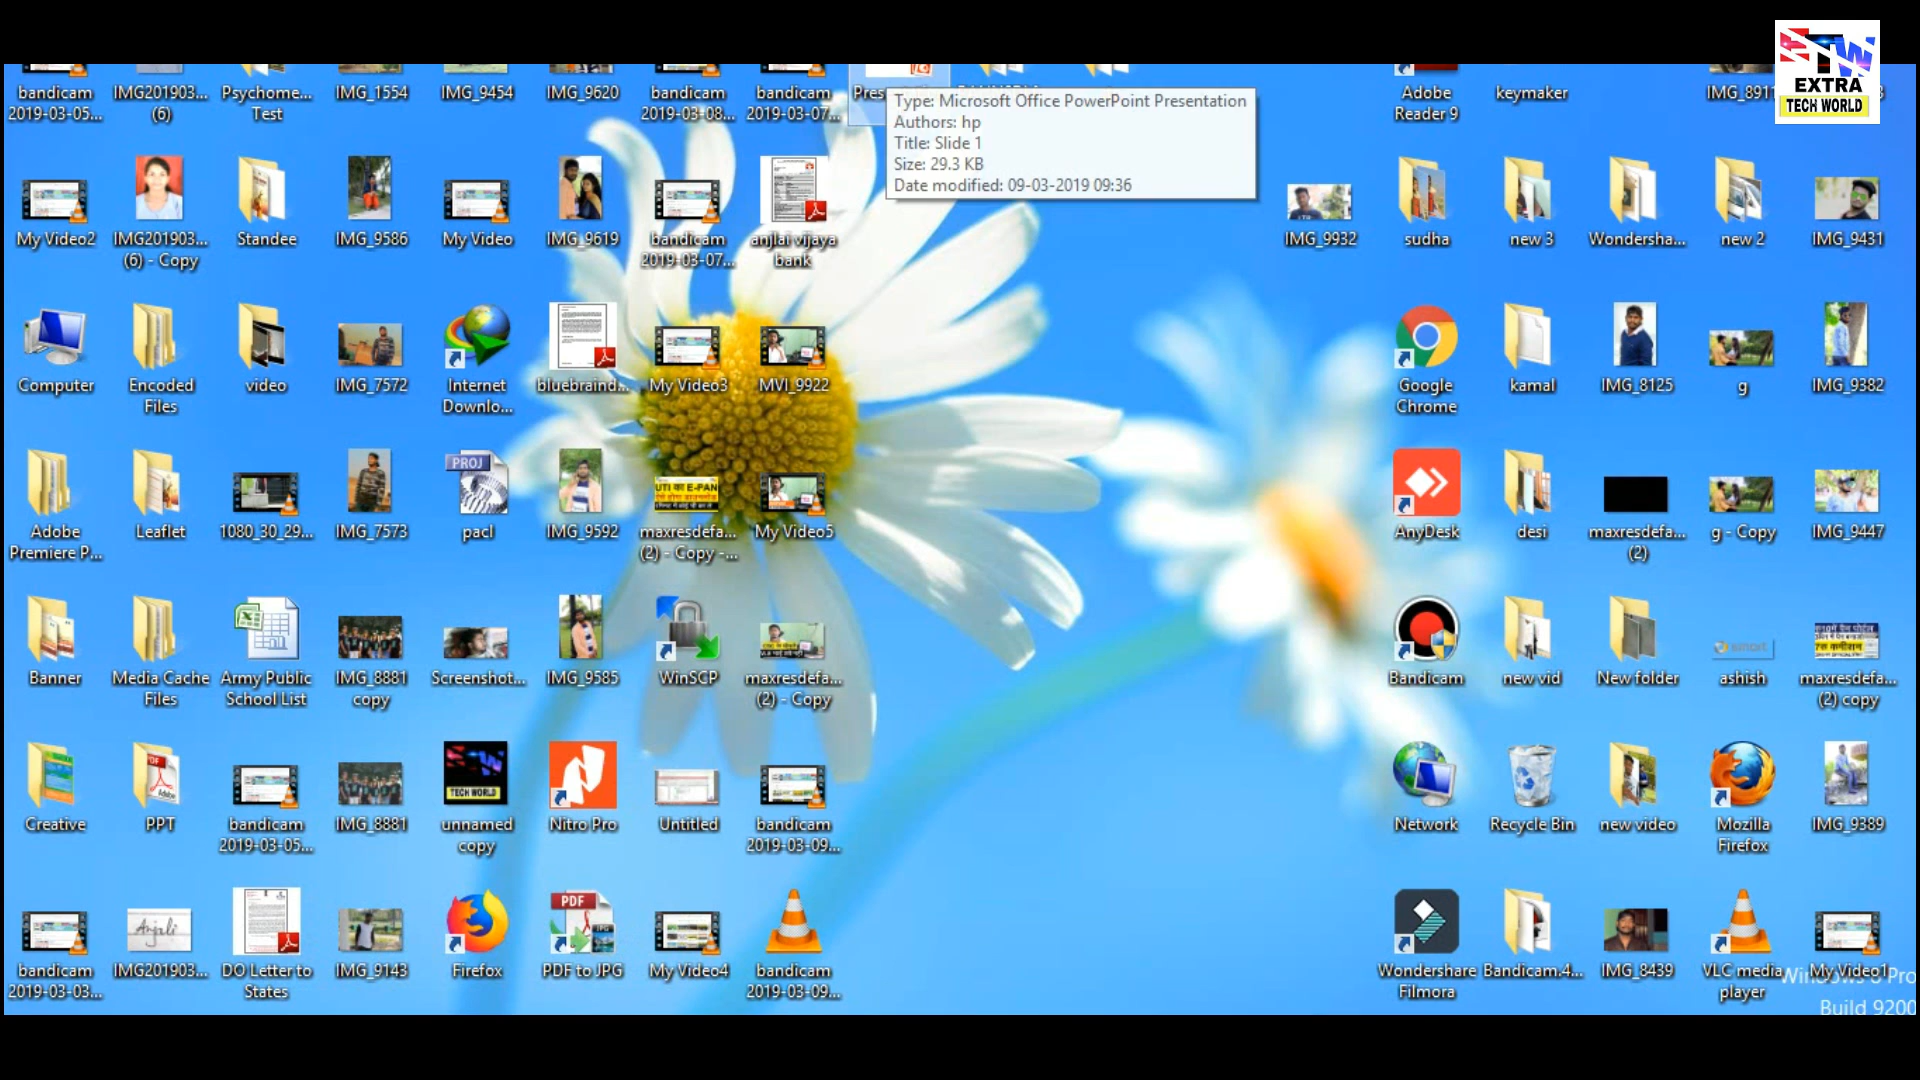 EXTRA
TECH WORLD
bandicam
2019-03-05...
IMG201903...
(6)
Psychome...
Test
IMG_1554
IMG_9454
IMG_9620
bandicam
2019-03-08...
bandicam
2019-03-07...
Type: Microsoft Office PowerPoint Presentation
Authors: hp
Title: Slide 1
Size: 29.3 KB
Date modified: 09-03-2019 09:36
Adobe
Reader 9
keymaker
My Video2
IMG201903...
(6) - Copy
Standee
IMG_9586
My Video
IMG_9619
bandicam
2019-03-07...
anjlai vijaya
bank
IMG_9932
sudha
new 3
Wondersha...
new 2
IMG_9431
Computer
Encoded
Files
video
IMG_7572
Internet
Downlo...
bluebraind...
My Video3
MVI_9922
Google
Chrome
kamal
IMG_8125
g
IMG_9382
Adobe
Premiere P...
Leaflet
1080_30_29...
IMG_7573
PROJ
pacl
IMG_9592
UTI का E-PAN
maxresdefa...
(2) - Copy -...
My Video5
AnyDesk
desi
maxresdefa...
(2)
g - Copy
IMG_9447
Banner
Media Cache
Files
Army Public
School List
IMG_8881
copy
Screenshot...
IMG_9585
WinSCP
maxresdefa...
(2) - Copy
Bandicam
new vid
New folder
ashish
maxresdefa...
(2) copy
Creative
PPT
bandicam
2019-03-05...
IMG_8881
TECH WORLD
unnamed
copy
Nitro Pro
Untitled
bandicam
2019-03-09...
Network
Recycle Bin
new video
Mozilla
Firefox
IMG_9389
bandicam
2019-03-03...
Anjali
IMG201903...
DO Letter to
States
IMG_9143
Firefox
PDF
JPG
PDF to JPG
My Video4
bandicam
2019-03-09...
Wondershare
Filmora
Bandicam.4...
IMG_8439
VLC media
player
My Video1
Windows 8 Pro
Build 9200